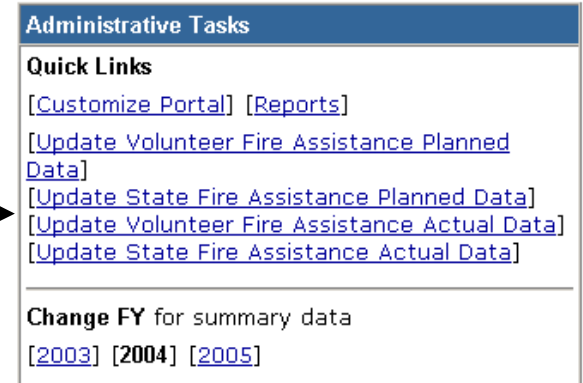 Administrative Tasks
Quick Links
[Customize Portal] [Reports]
[Update Volunteer Fire Assistance Planned
Data]
[Update State Fire Assistance Planned Data]
[Update Volunteer Fire Assistance Actual Data]
[Update State Fire Assistance Actual Data]
Change FY for summary data
[2003] [2004] [2005]